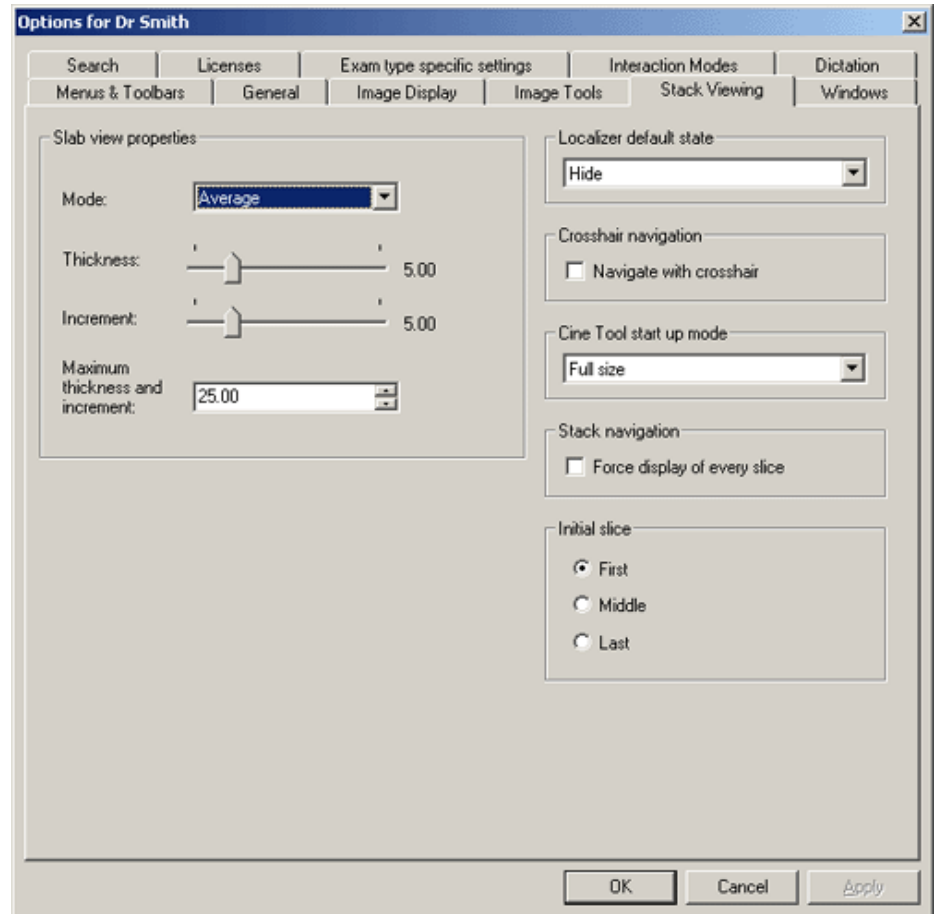 Options for Dr Smith
Search
Licenses
Exam type specific settings
Interaction Modes
Dictation
Menus & Toolbars
General
Image Display
Image Tools
Stack Viewing
Windows
Slab view properties
Mode:
Average
Thickness:
5.00
Increment:
5.00
Maximum
thickness and
increment:
25.00
Localizer default state
Hide
Crosshair navigation
Navigate with crosshair
Cine Tool start up mode
Full size
Stack navigation
Force display of every slice
Initial slice
First
Middle
Last
OK
Cancel
Apply